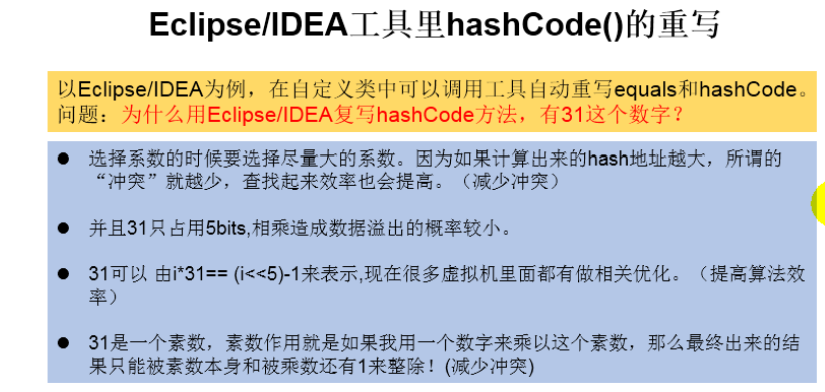 Eclipse/IDEA工具里hashCode()的重写
以Eclipse/IDEA为例，在自定义类中可以调用工具自动重写equals和hashCode。
问题：为什么用Eclipse/IDEA复写hashCode方法，有31这个数字？
● 选择系数的时候要选择尽量大的系数。因为如果计算出来的hash地址越大，所谓的
“冲突”就越少，查找起来效率也会提高。（减少冲突）
● 并且31只占用5bits,相乘造成数据溢出的概率较小。
● 31可以 由i*31== (i<<5)-1来表示,现在很多虚拟机里面都有做相关优化。（提高算法效
率）
● 31是一个素数，素数作用就是如果我用一个数字来乘以这个素数，那么最终出来的结
果只能被素数本身和被乘数还有1来整除！(减少冲突)